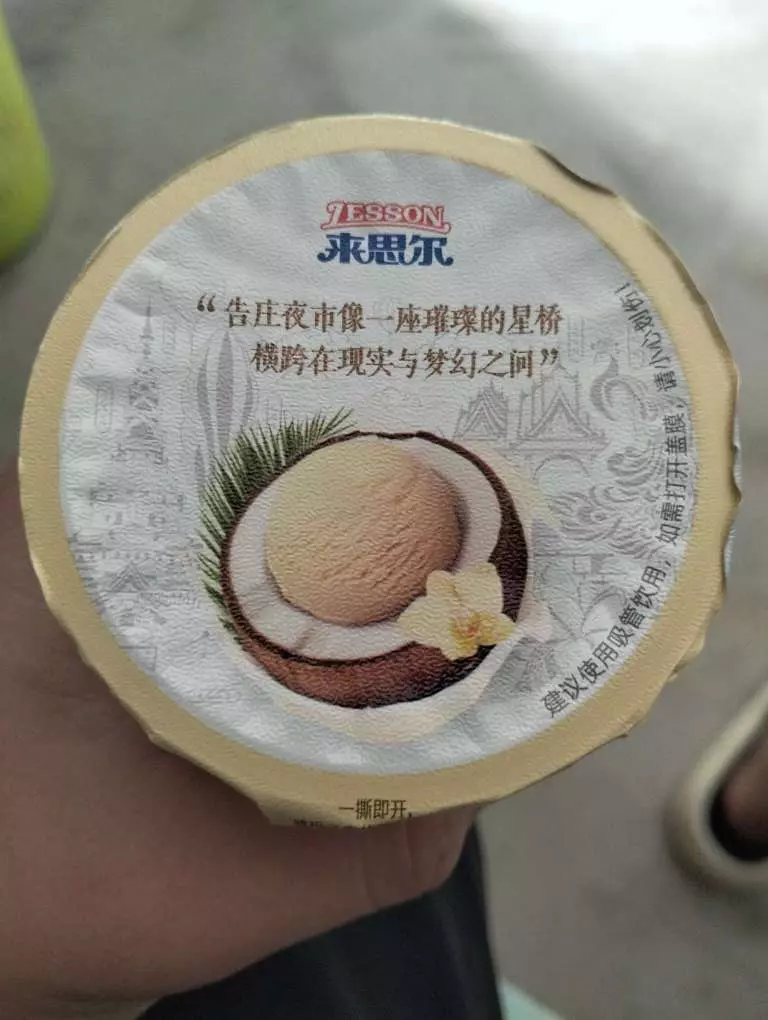 LESSON
来思尔
“告庄夜市像一座璀璨的星桥
横跨在现实与梦幻之间”
建议使用吸管饮用，如需打开盖膜，请小心划伤！
一撕即开，